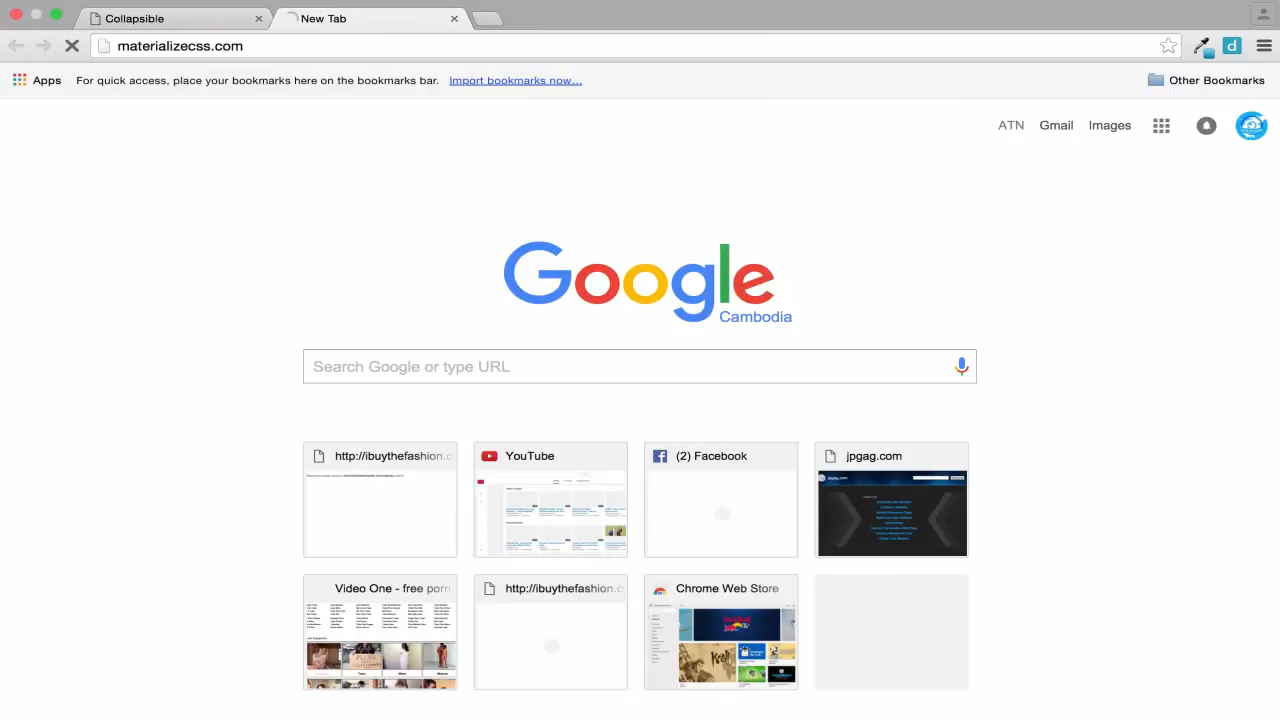 Collapsible
New Tab
materializecss.com
Apps
For quick access, place your bookmarks here on the bookmarks bar. Import bookmarks now...
Other Bookmarks
ATN Gmail Images
Google
Cambodia
Search Google or type URL
http://ibuythefashion.c
YouTube
(2) Facebook
jpgag.com
Video One - free porn
http://ibuythefashion.c
Chrome Web Store